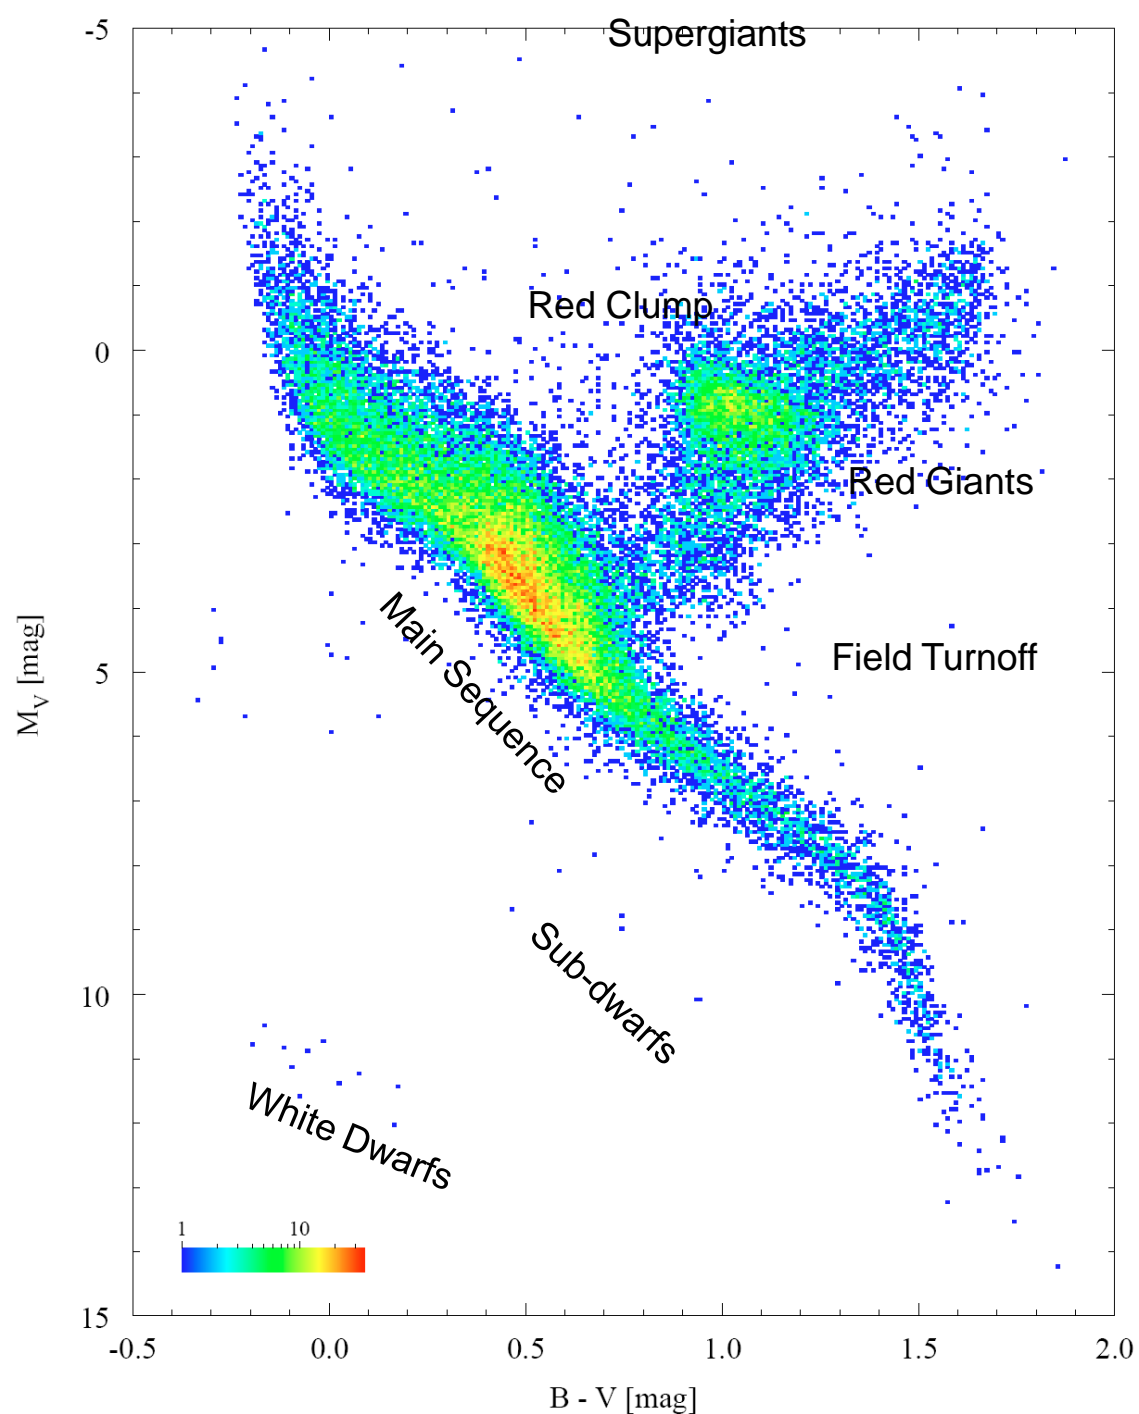 Supergiants
-5
Red Clump
0
Red Giants
Main Sequence
Field Turnoff
5
M_V [mag]
Sub-dwarfs
10
White Dwarfs
1 10
15
-0.5 0.0 0.5 1.0 1.5 2.0
B - V [mag]